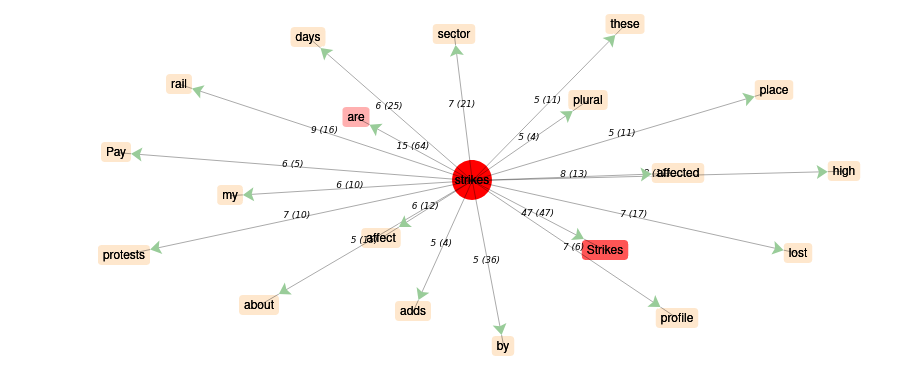 these
days
sector
rail
place
5 (11)
plural
6 (25)
7 (21)
are
9 (16)
5 (11)
5 (4)
15 (64)
Pay
6 (5)
high
8 (13)
affected
strikes
6 (10)
my
6 (12)
7 (10)
47 (47)
7 (17)
affect
5 (4)
7 (6)
Strikes
protests
lost
5 (36)
about
adds
profile
by